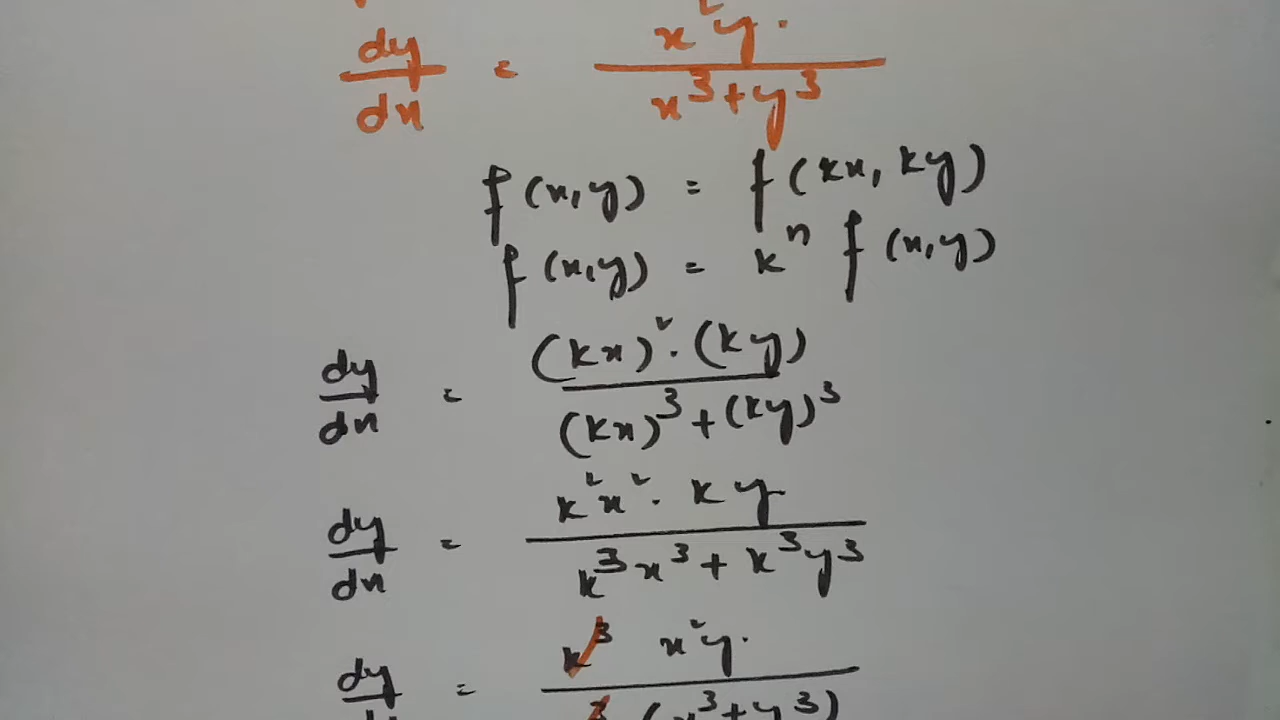 dy/dx = x²y. / x³+y³
f(x,y) = f(kx, ky)
f(x,y) = kⁿ f(x,y)
dy/dx = (kx)².(ky) / (kx)³+(ky)³
dy/dx = k²x². ky / k³x³ + k³y³
dy/dx = k³ x²y. / k³ (x³+y³)